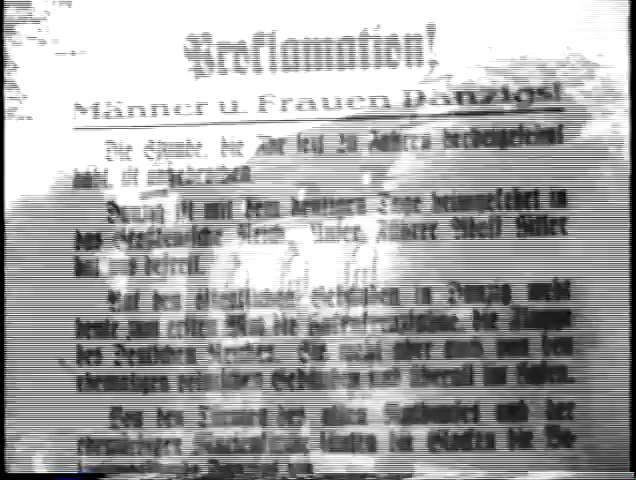 Proklamation!
Männer u. Frauen Danzigs!
Die Stunde, die Ihr seit 20 Jahren herbeigesehnt
habt, ist angebrochen
Danzig ist mit dem heutigen Tage heimgekehrt in
das Großdeutsche Reich. Unser Führer Adolf Hitler
hat uns befreit.
Auf den öffentlichen Gebäuden in Danzig weht
heute zum ersten Mal die Hakenkreuzfahne, die Flagge
des Deutschen Reiches. Sie weht aber auch von den
ehemaligen polnischen Gebäuden und überall im Hafen.
Von den Türmen des alten Rathauses und der
ehrwürdigen Marienkirche läuten die Glocken die Be-